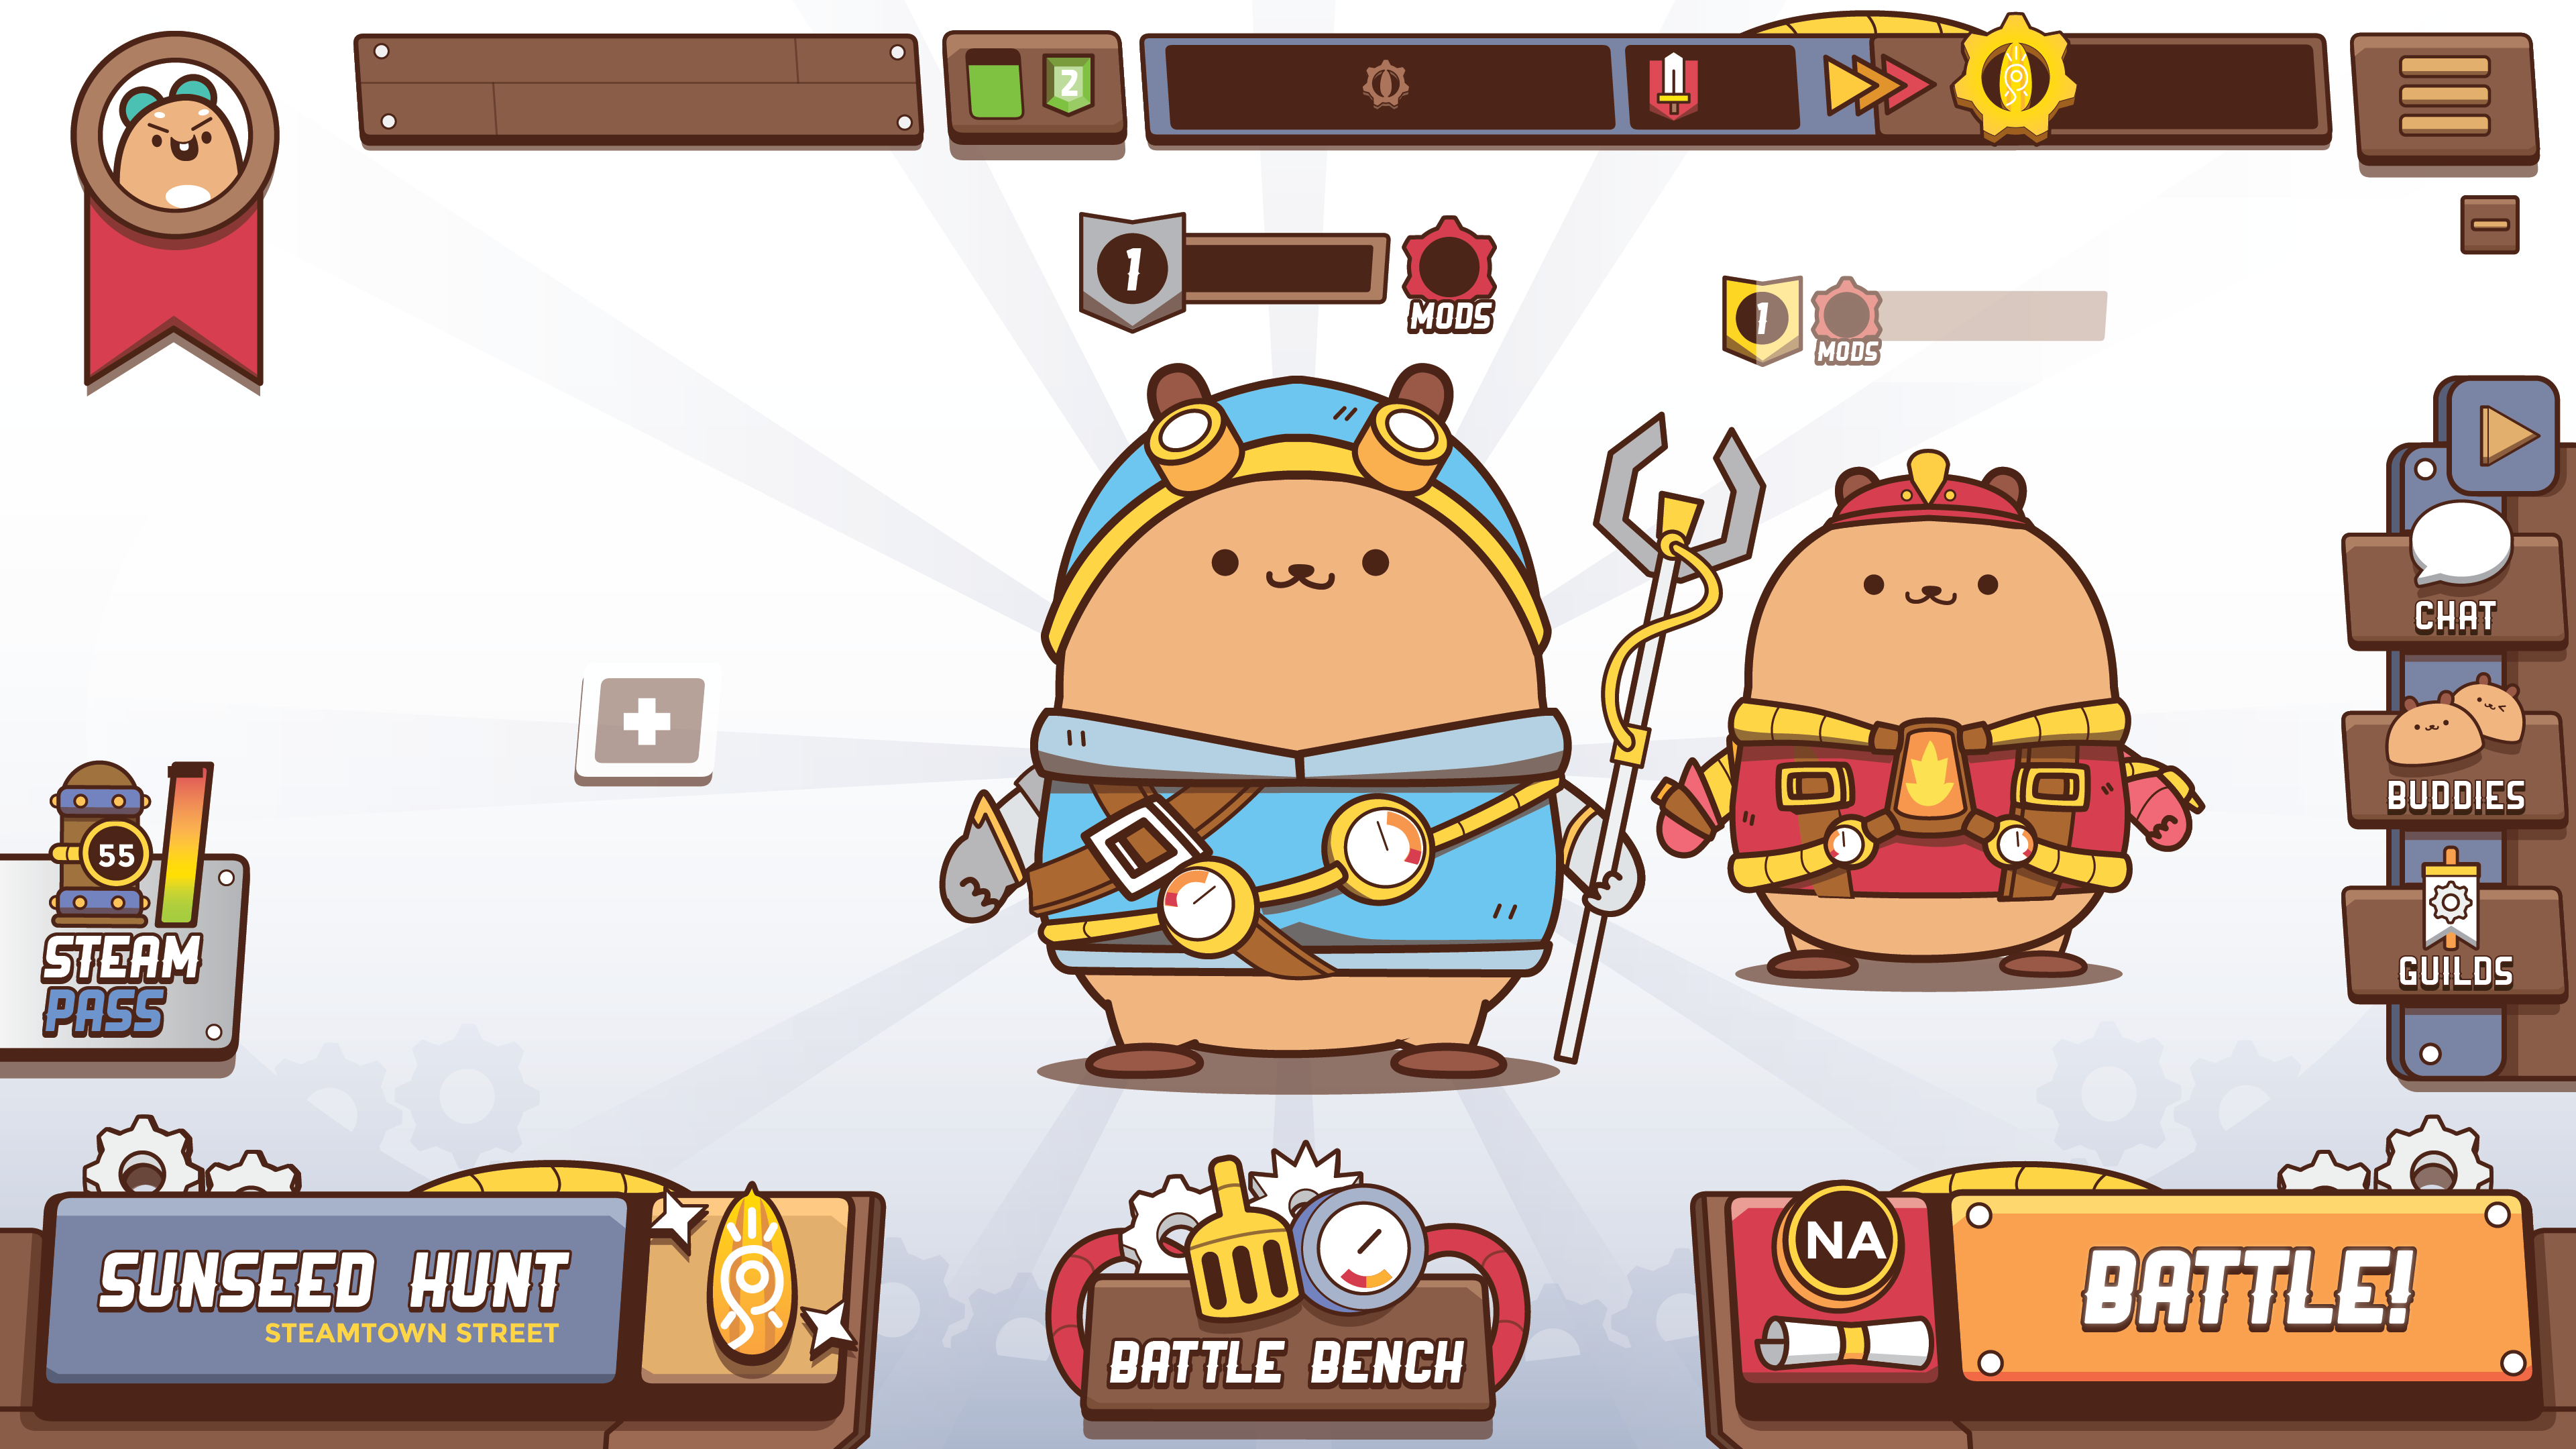 2
1
MODS
1
MODS
CHAT
BUDDIES
GUILDS
55
STEAM
PASS
SUNSEED HUNT
STEAMTOWN STREET
BATTLE BENCH
NA
BATTLE!